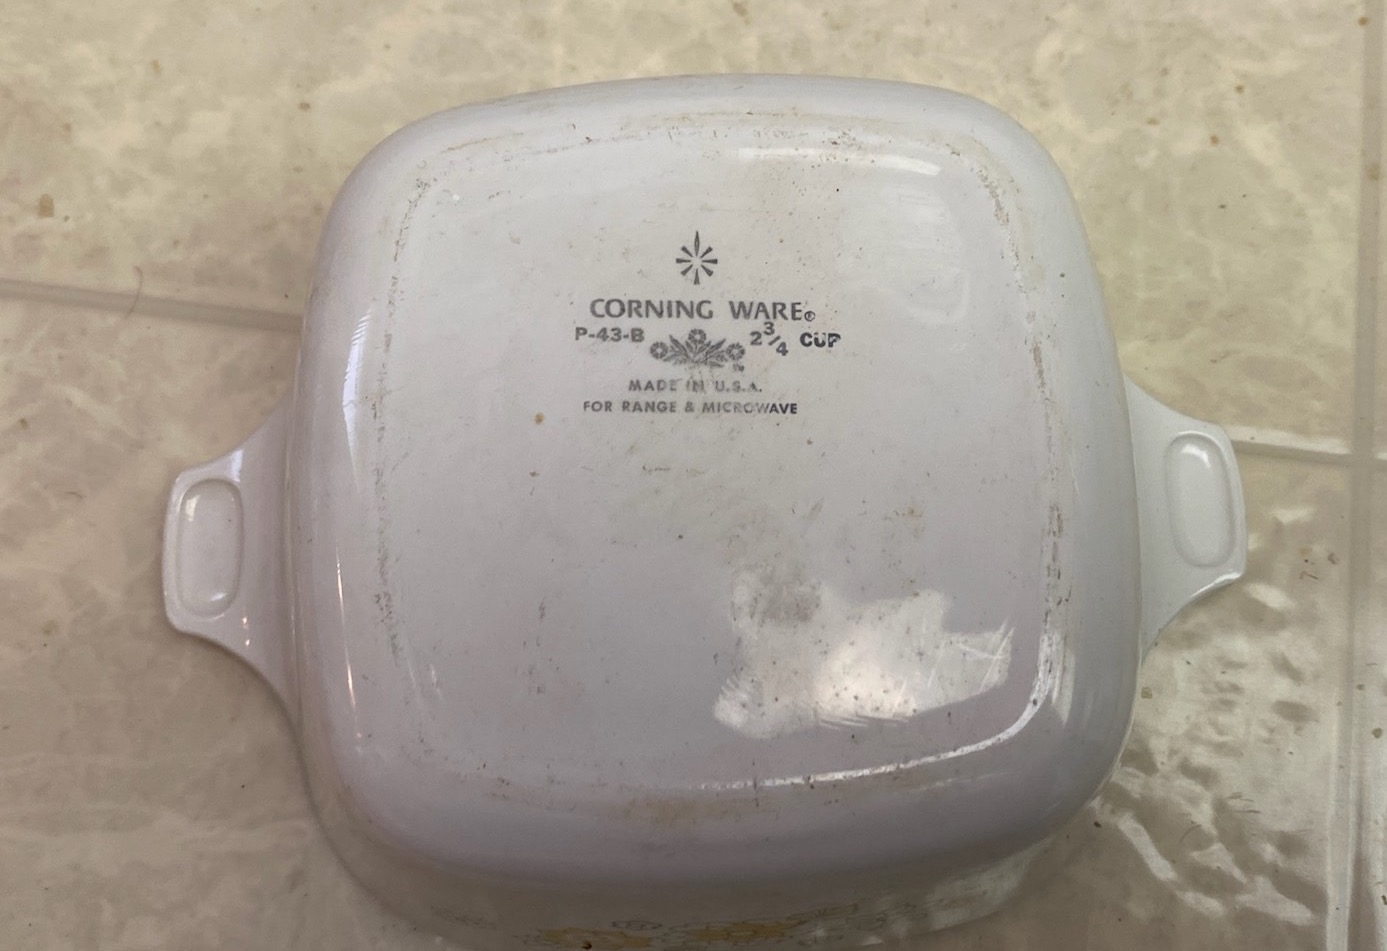 CORNING WARE®
P-43-B 2 3/4 CUP
MADE IN U.S.A.
FOR RANGE & MICROWAVE